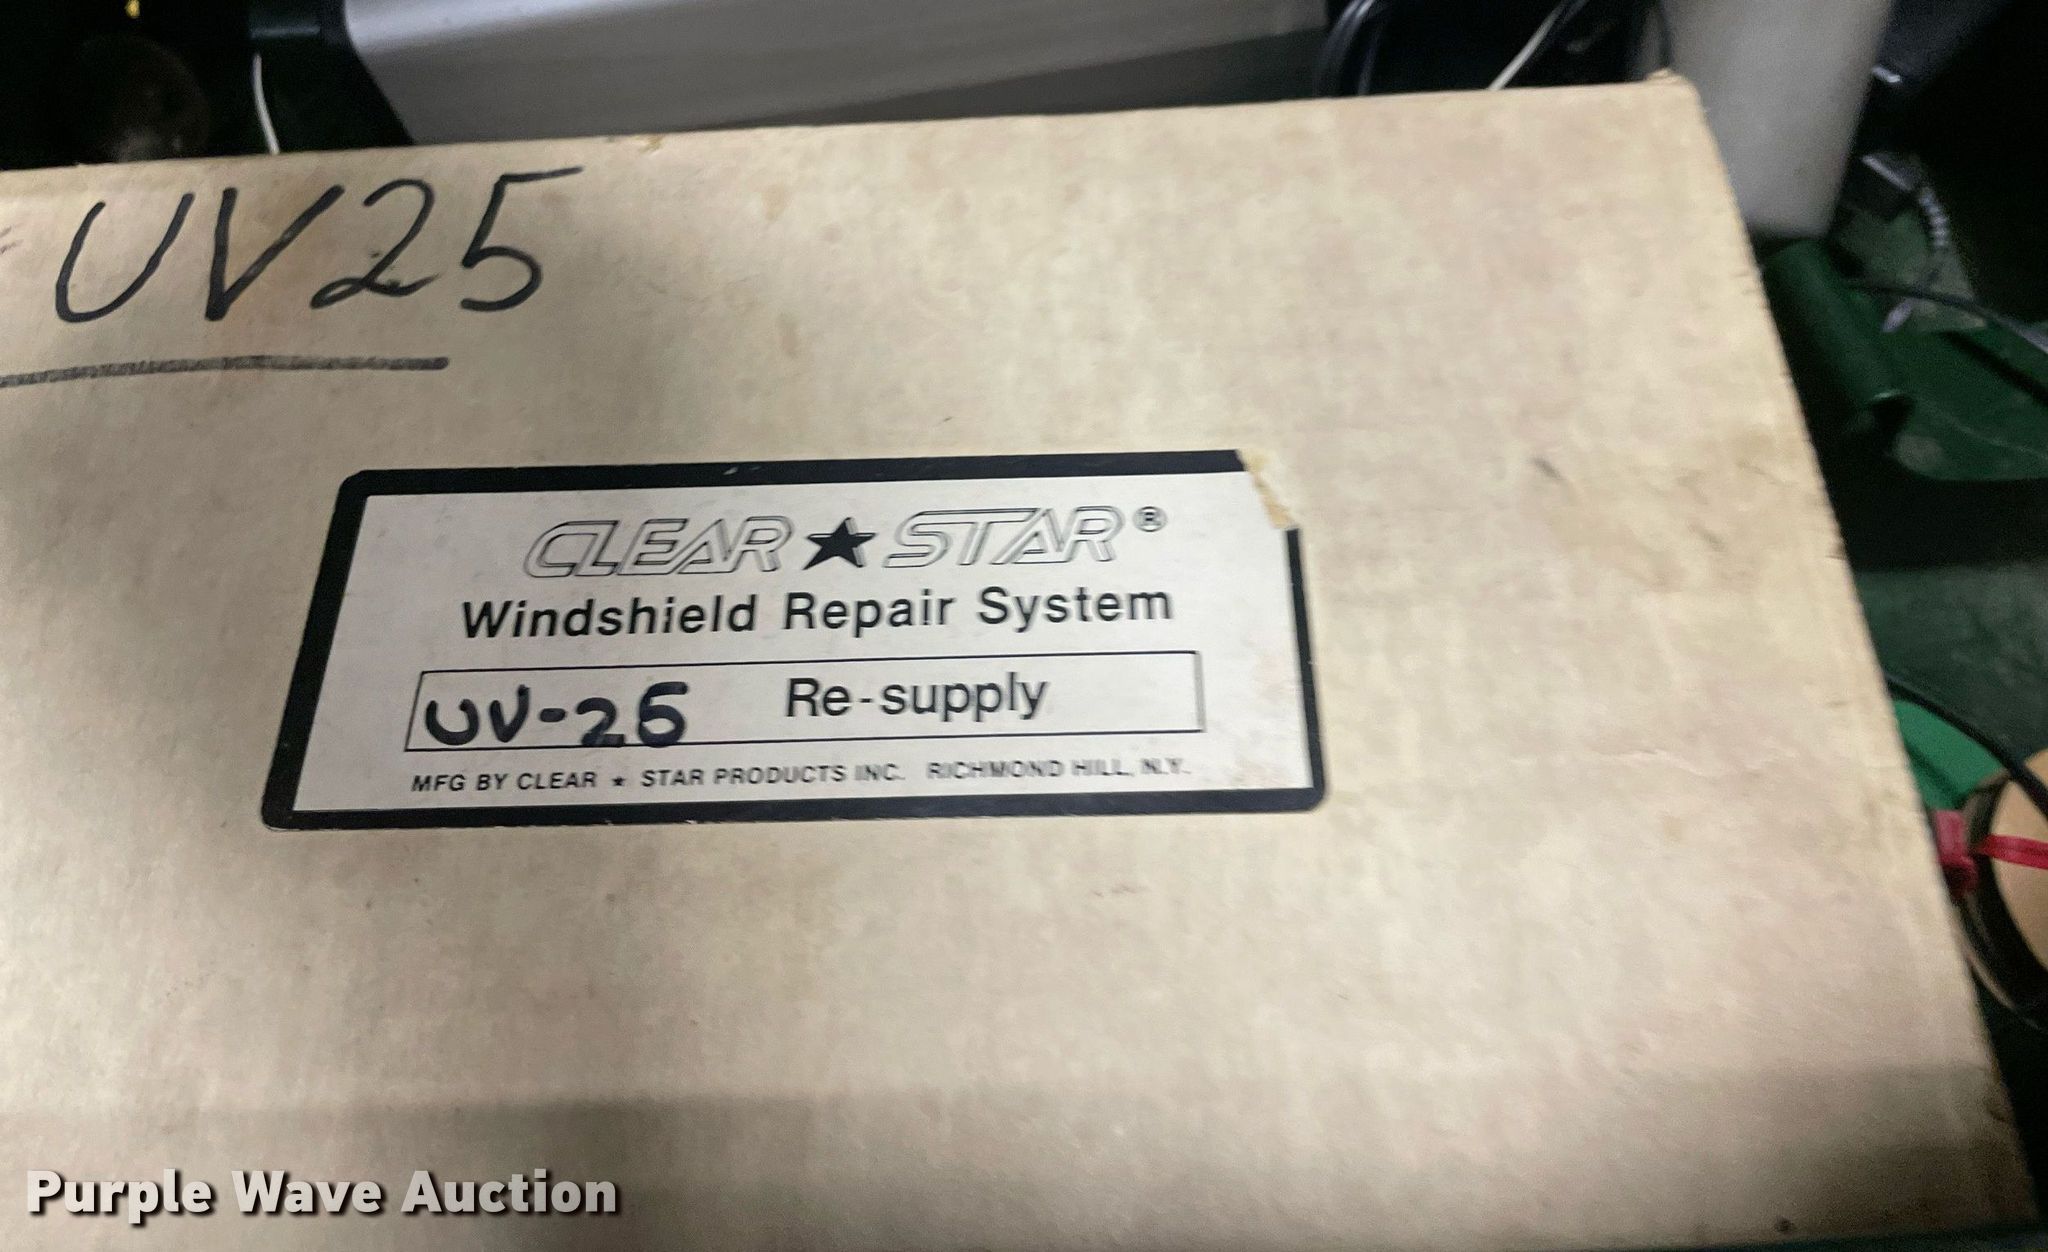 UV25
CLEAR ★ STAR®
Windshield Repair System
UV-25 Re-supply
MFG BY CLEAR ★ STAR PRODUCTS INC. RICHMOND HILL, N.Y.
Purple Wave Auction